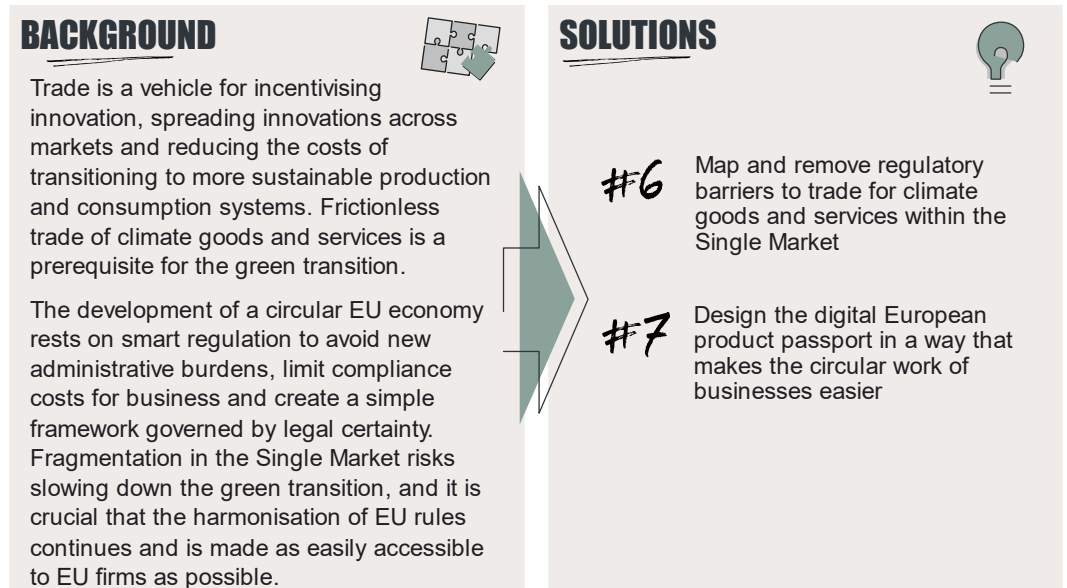 BACKGROUND
Trade is a vehicle for incentivising
innovation, spreading innovations across
markets and reducing the costs of
transitioning to more sustainable production
and consumption systems. Frictionless
trade of climate goods and services is a
prerequisite for the green transition.
The development of a circular EU economy
rests on smart regulation to avoid new
administrative burdens, limit compliance
costs for business and create a simple
framework governed by legal certainty.
Fragmentation in the Single Market risks
slowing down the green transition, and it is
crucial that the harmonisation of EU rules
continues and is made as easily accessible
to EU firms as possible.
SOLUTIONS
#6
Map and remove regulatory
barriers to trade for climate
goods and services within the
Single Market
#7
Design the digital European
product passport in a way that
makes the circular work of
businesses easier